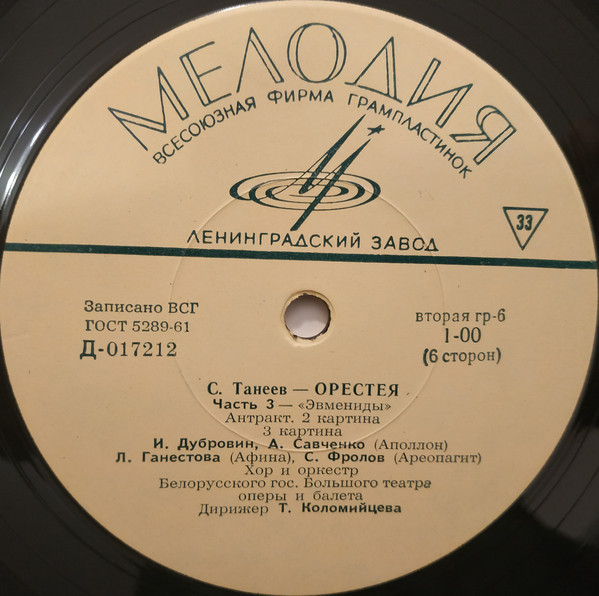 МЕЛОДИЯ
ВСЕСОЮЗНАЯ ФИРМА ГРАМПЛАСТИНОК
ЛЕНИНГРАДСКИЙ ЗАВОД
33
Записано ВСГ
ГОСТ 5289-61
Д-017212
вторая гр-6
1-00
(6 сторон)
С. Танеев — ОРЕСТЕЯ
Часть 3 — «Эвмениды»
Антракт. 2 картина
3 картина
И. Дубровин, А. Савченко (Аполлон)
Л. Ганестова (Афина), С. Фролов (Ареопагит)
Хор и оркестр
Белорусского гос. Большого театра
оперы и балета
Дирижер Т. Коломийцева